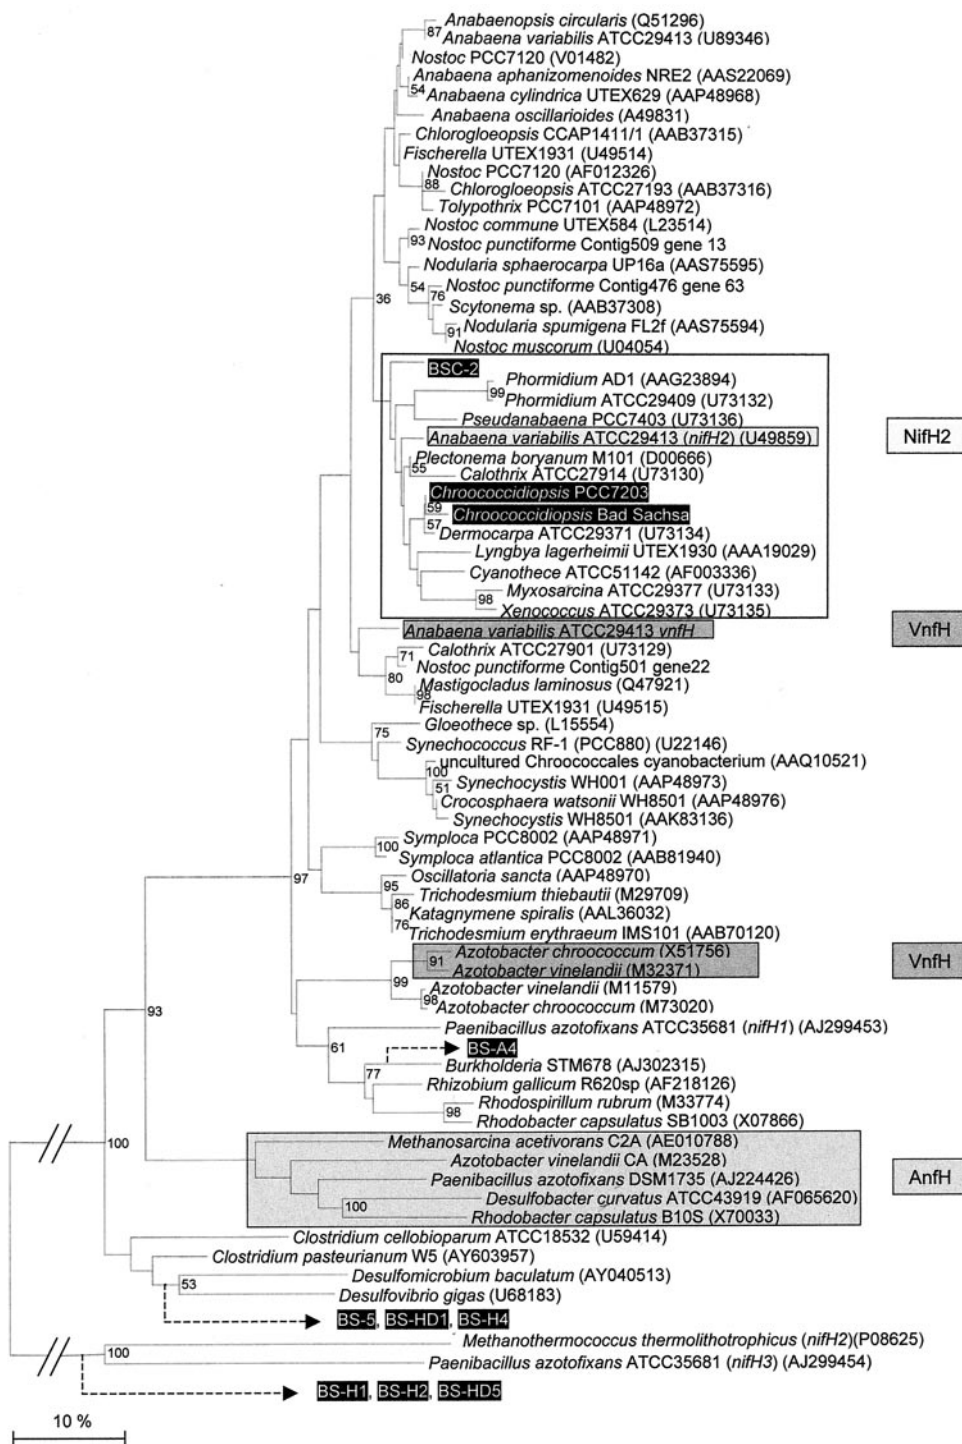 Anabaenopsis circularis (Q51296)
87
Anabaena variabilis ATCC29413 (U89346)
Nostoc PCC7120 (V01482)
Anabaena aphanizomenoides NRE2 (AAS22069)
54
Anabaena cylindrica UTEX629 (AAP48968)
Anabaena oscillarioides (A49831)
Chlorogloeopsis CCAP1411/1 (AAB37315)
Fischerella UTEX1931 (U49514)
Nostoc PCC7120 (AF012326)
88
Chlorogloeopsis ATCC27193 (AAB37316)
Tolypothrix PCC7101 (AAP48972)
Nostoc commune UTEX584 (L23514)
93
Nostoc punctiforme Contig509 gene 13
Nodularia sphaerocarpa UP16a (AAS75595)
54
76
Nostoc punctiforme Contig476 gene 63
36
Scytonema sp. (AAB37308)
Nodularia spumigena FL2f (AAS75594)
91
Nostoc muscorum (U04054)
BSC-2
Phormidium AD1 (AAG23894)
99
Phormidium ATCC29409 (U73132)
Pseudanabaena PCC7403 (U73136)
Anabaena variabilis ATCC29413 (nifH2) (U49859)
NifH2
Plectonema boryanum M101 (D00666)
55
Calothrix ATCC27914 (U73130)
Chroococcidiopsis PCC7203
59
Chroococcidiopsis Bad Sachsa
57
Dermocarpa ATCC29371 (U73134)
Lyngbya lagerheimii UTEX1930 (AAA19029)
Cyanothece ATCC51142 (AF003336)
Myxosarcina ATCC29377 (U73133)
98
Xenococcus ATCC29373 (U73135)
Anabaena variabilis ATCC29413 vnfH
VnfH
Calothrix ATCC27901 (U73129)
71
Nostoc punctiforme Contig501 gene22
80
Mastigocladus laminosus (Q47921)
98
Fischerella UTEX1931 (U49515)
Gloeothece sp. (L15554)
75
Synechococcus RF-1 (PCC880) (U22146)
uncultured Chroococcales cyanobacterium (AAQ10521)
100
Synechocystis WH001 (AAP48973)
51
Crocosphaera watsonii WH8501 (AAP48976)
Synechocystis WH8501 (AAK83136)
Symploca PCC8002 (AAP48971)
100
Symploca atlantica PCC8002 (AAB81940)
97
Oscillatoria sancta (AAP48970)
95
Trichodesmium thiebautii (M29709)
86
Katagnymene spiralis (AAL36032)
76
Trichodesmium erythraeum IMS101 (AAB70120)
Azotobacter chroococcum (X51756)
91
VnfH
Azotobacter vinelandii (M32371)
99
Azotobacter vinelandii (M11579)
98
Azotobacter chroococcum (M73020)
93
Paenibacillus azotofixans ATCC35681 (nifH1) (AJ299453)
61
BS-A4
Burkholderia STM678 (AJ302315)
77
Rhizobium gallicum R620sp (AF218126)
Rhodospirillum rubrum (M33774)
98
Rhodobacter capsulatus SB1003 (X07866)
100
Methanosarcina acetivorans C2A (AE010788)
Azotobacter vinelandii CA (M23528)
AnfH
Paenibacillus azotofixans DSM1735 (AJ224426)
Desulfobacter curvatus ATCC43919 (AF065620)
100
Rhodobacter capsulatus B10S (X70033)
Clostridium cellobioparum ATCC18532 (U59414)
Clostridium pasteurianum W5 (AY603957)
Desulfomicrobium baculatum (AY040513)
53
Desulfovibrio gigas (U68183)
BS-5, BS-HD1, BS-H4
Methanothermococcus thermolithotrophicus (nifH2)(P08625)
100
Paenibacillus azotofixans ATCC35681 (nifH3) (AJ299454)
BS-H1, BS-H2, BS-HD5
10 %